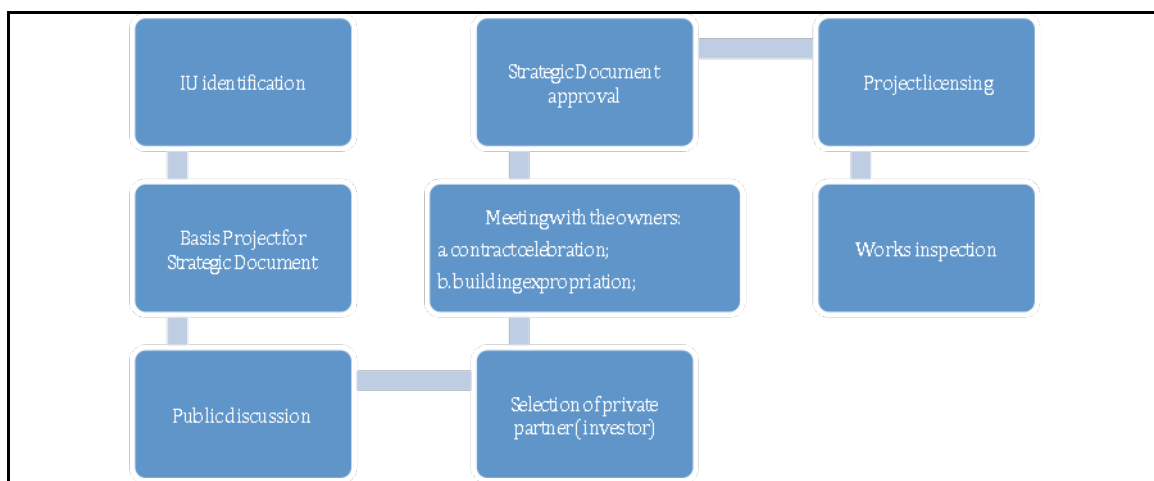 IU identification
Basis Project for
Strategic Document
Public discussion
Selection of private
partner (investor)
Meeting with the owners:
a contract celebration;
b. building expropriation;
Strategic Document
approval
Project licensing
Works inspection